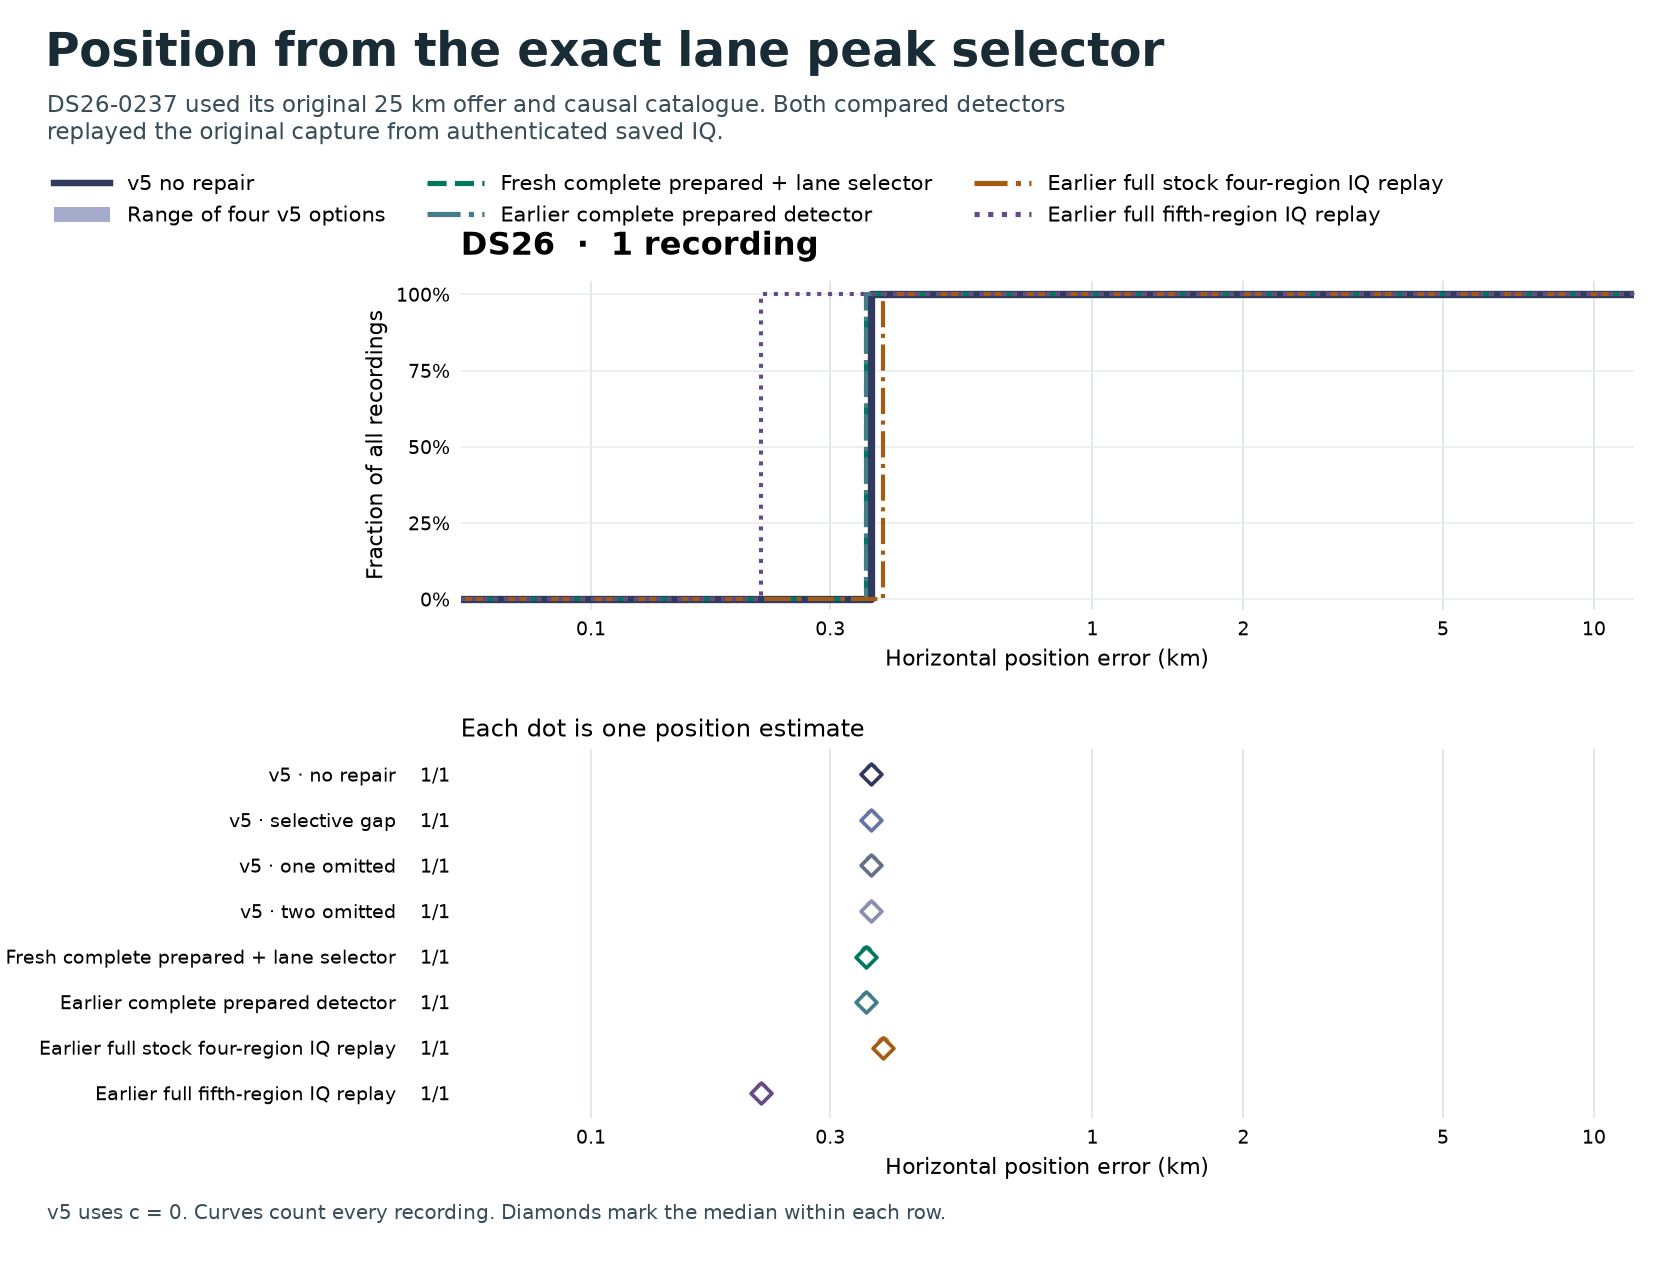 Position from the exact lane peak selector
DS26-0237 used its original 25 km offer and causal catalogue. Both compared detectors
replayed the original capture from authenticated saved IQ.
v5 no repair
Range of four v5 options
Fresh complete prepared + lane selector
Earlier complete prepared detector
Earlier full stock four-region IQ replay
Earlier full fifth-region IQ replay
DS26 · 1 recording
Fraction of all recordings
100%
75%
50%
25%
0%
0.1 0.3 1 2 5 10
Horizontal position error (km)
Each dot is one position estimate
v5 · no repair 1/1
v5 · selective gap 1/1
v5 · one omitted 1/1
v5 · two omitted 1/1
Fresh complete prepared + lane selector 1/1
Earlier complete prepared detector 1/1
Earlier full stock four-region IQ replay 1/1
Earlier full fifth-region IQ replay 1/1
0.1 0.3 1 2 5 10
Horizontal position error (km)
v5 uses c = 0. Curves count every recording. Diamonds mark the median within each row.